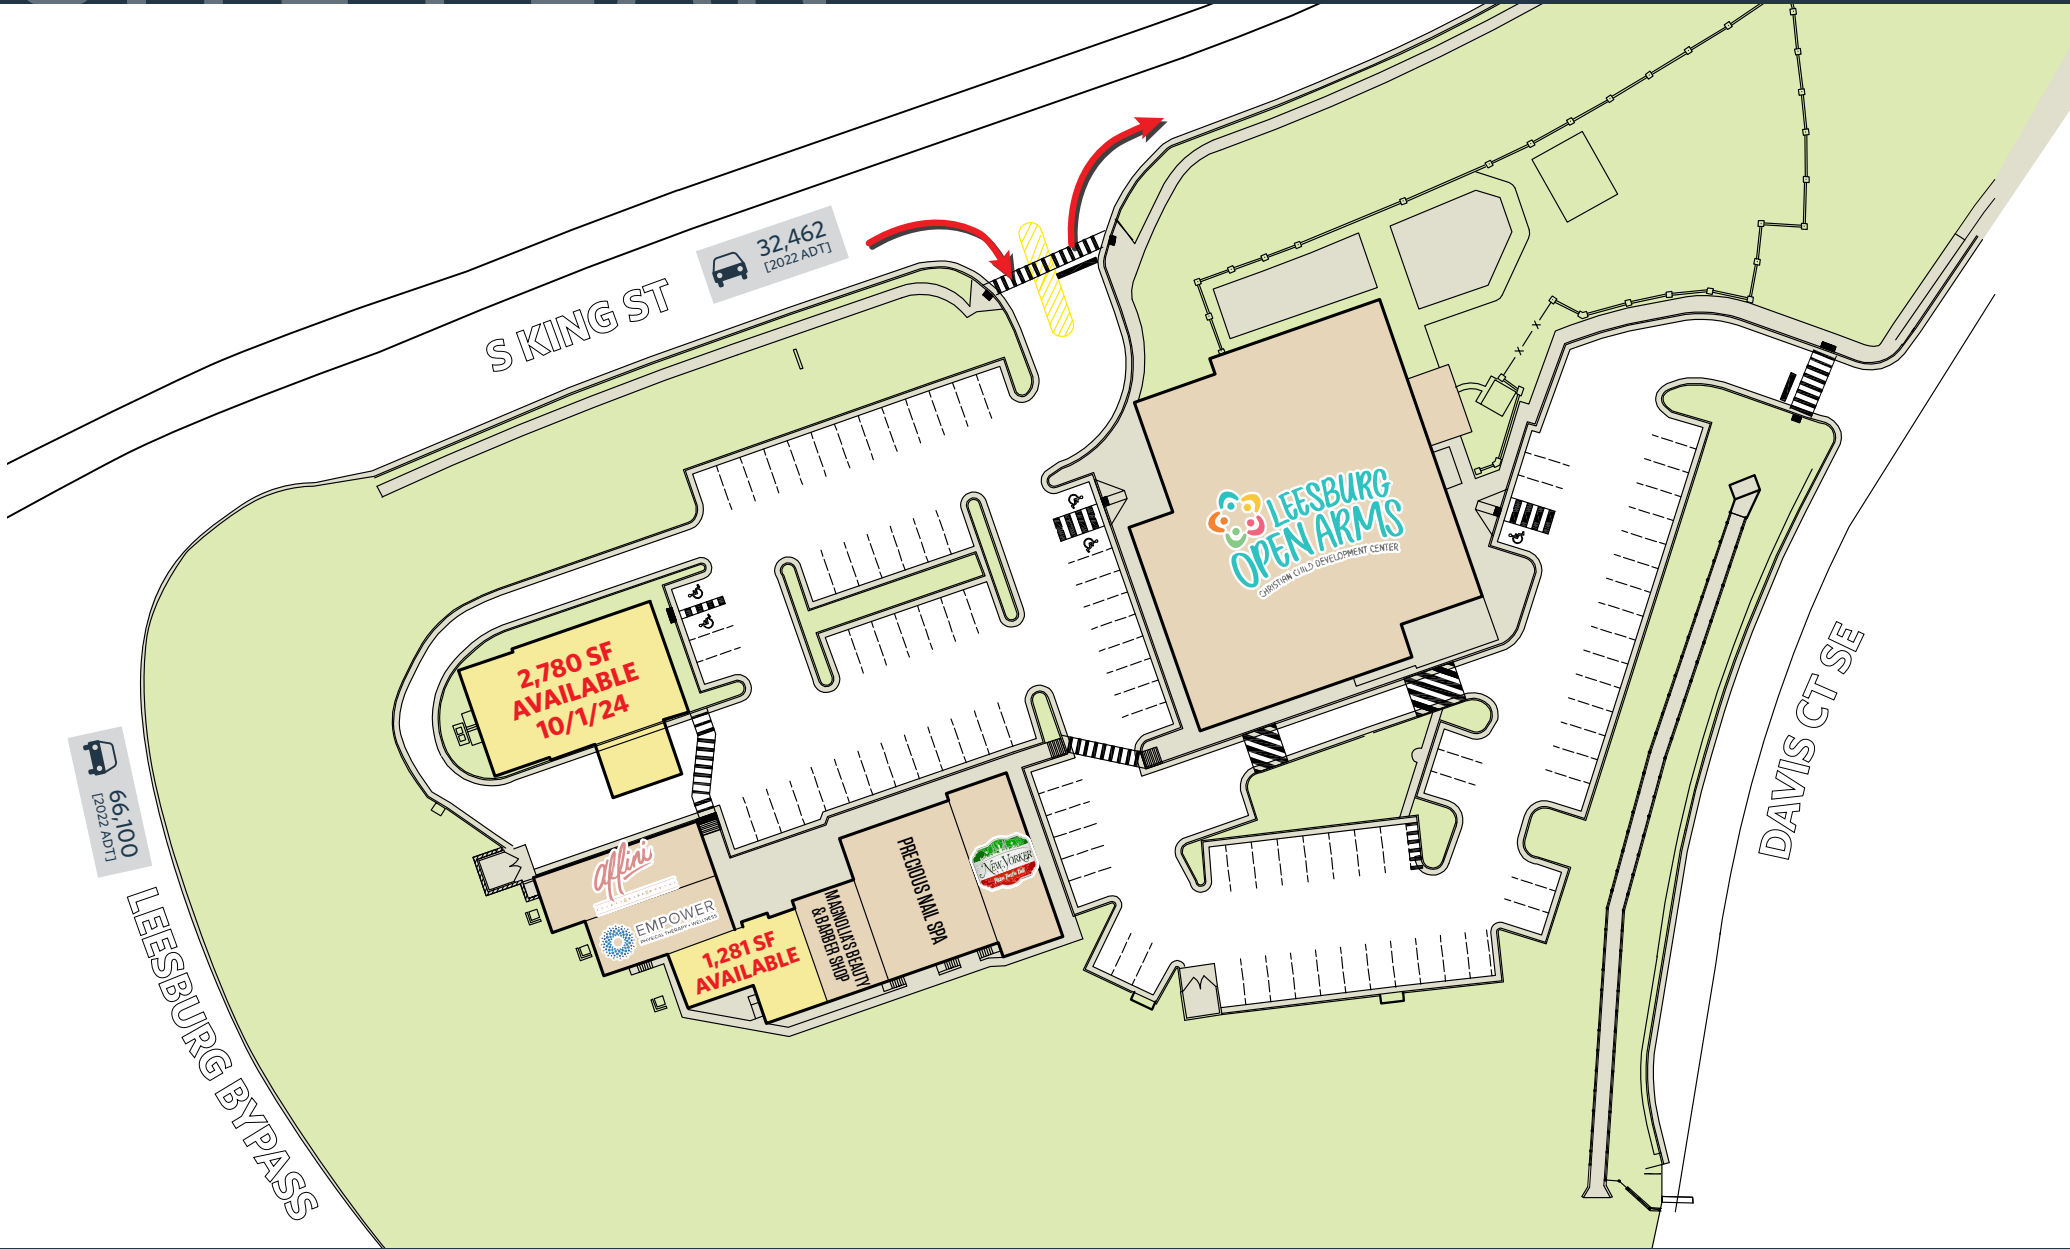 32,462
[2022 ADT]
S KING ST
LEESBURG
OPEN ARMS
CHRISTIAN CHILD DEVELOPMENT CENTER
2,780 SF
AVAILABLE
10/1/24
66,100
[2022 ADT]
LEESBURG BYPASS
DAVIS CT SE
affini
EMPOWER
PHYSICAL THERAPY + WELLNESS
1,281 SF
AVAILABLE
MAGNOLIA'S BEAUTY
& BARBER SHOP
PRECIOUS NAIL SPA
NEW YORKER